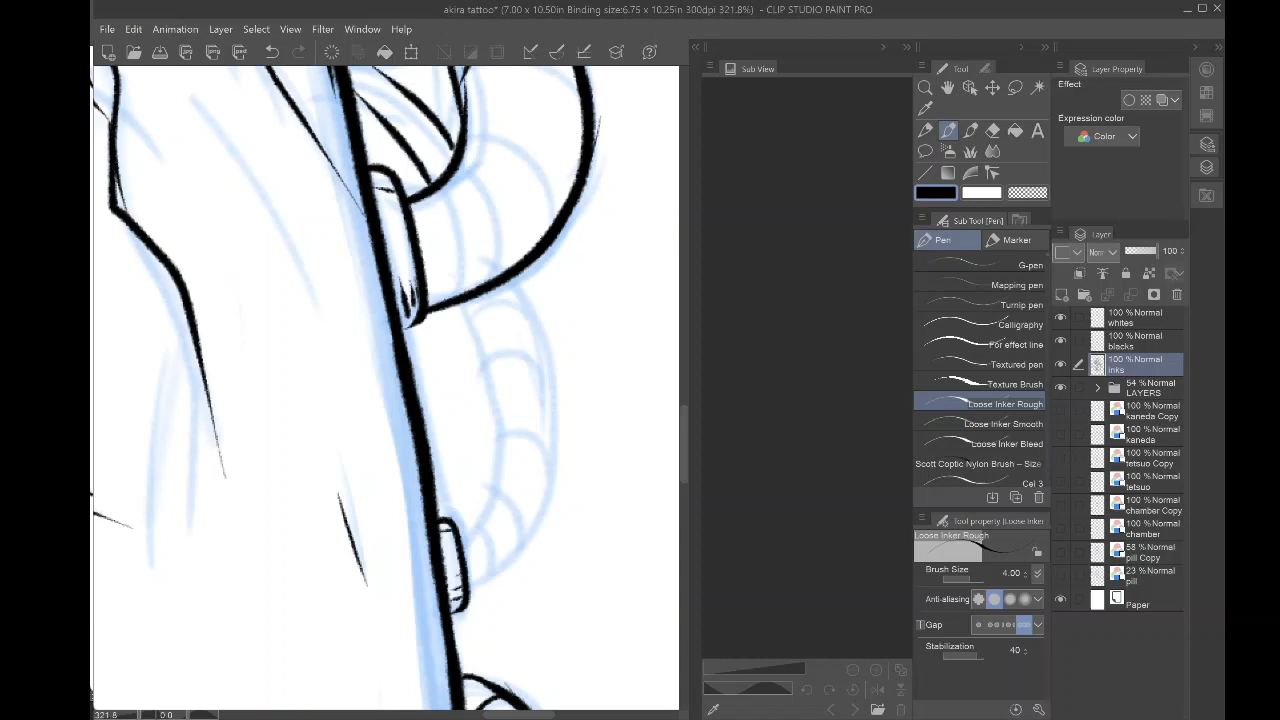 akira tattoo* (7.00 x 10.50in Binding size:6.75 x 10.25in 300dpi 321.8%) - CLIP STUDIO PAINT PRO
File Edit Animation Layer Select View Filter Window Help
Sub View
Tool
Layer Property
Effect
Expression color
Color
Sub Tool [Pen]
Pen
Marker
G-pen
Mapping pen
Turnip pen
Calligraphy
For effect line
Textured pen
Texture Brush
Loose Inker Rough
Loose Inker Smooth
Loose Inker Bleed
Scott Coptic Nylon Brush – Size
Cel 3
Tool property [Loose Inker
Loose Inker Rough
Brush Size 4.00
Anti-aliasing
Gap
Stabilization 40
Layer
Norm 100
100 %Normal
whites
100 %Normal
blacks
100 %Normal
inks
54 %Normal
LAYERS
100 %Normal
kaneda Copy
100 %Normal
kaneda
100 %Normal
tetsuo Copy
100 %Normal
tetsuo
100 %Normal
chamber Copy
100 %Normal
chamber
58 %Normal
pill Copy
23 %Normal
pill
Paper
321.8 0.0